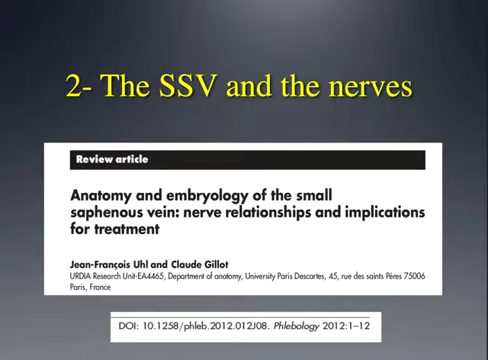 2- The SSV and the nerves
Review article
Anatomy and embryology of the small
saphenous vein: nerve relationships and implications
for treatment
Jean-François Uhl and Claude Gillot
URDIA Research Unit-EA4465, Department of anatomy, University Paris Descartes, 45, rue des saints Pères 75006
Paris, France
DOI: 10.1258/phleb.2012.012J08. Phlebology 2012:1–12